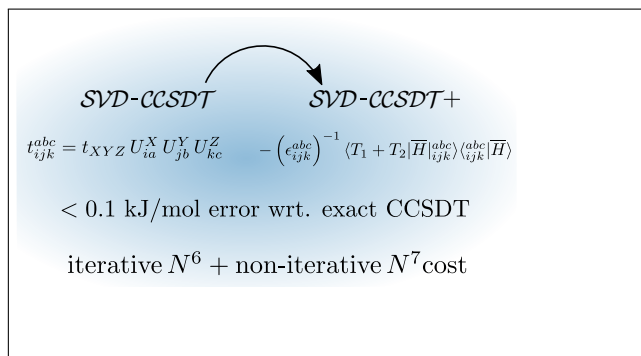 SVD-CCSDT SVD-CCSDT+
t_{ijk}^{abc} = t_{XYZ} U_{ia}^{X} U_{jb}^{Y} U_{kc}^{Z} − (ϵ_{ijk}^{abc})^{−1} ⟨T_1 + T_2|H̅|_{ijk}^{abc}⟩⟨_{ijk}^{abc}|H̅⟩
< 0.1 kJ/mol error wrt. exact CCSDT
iterative N^6 + non-iterative N^7 cost